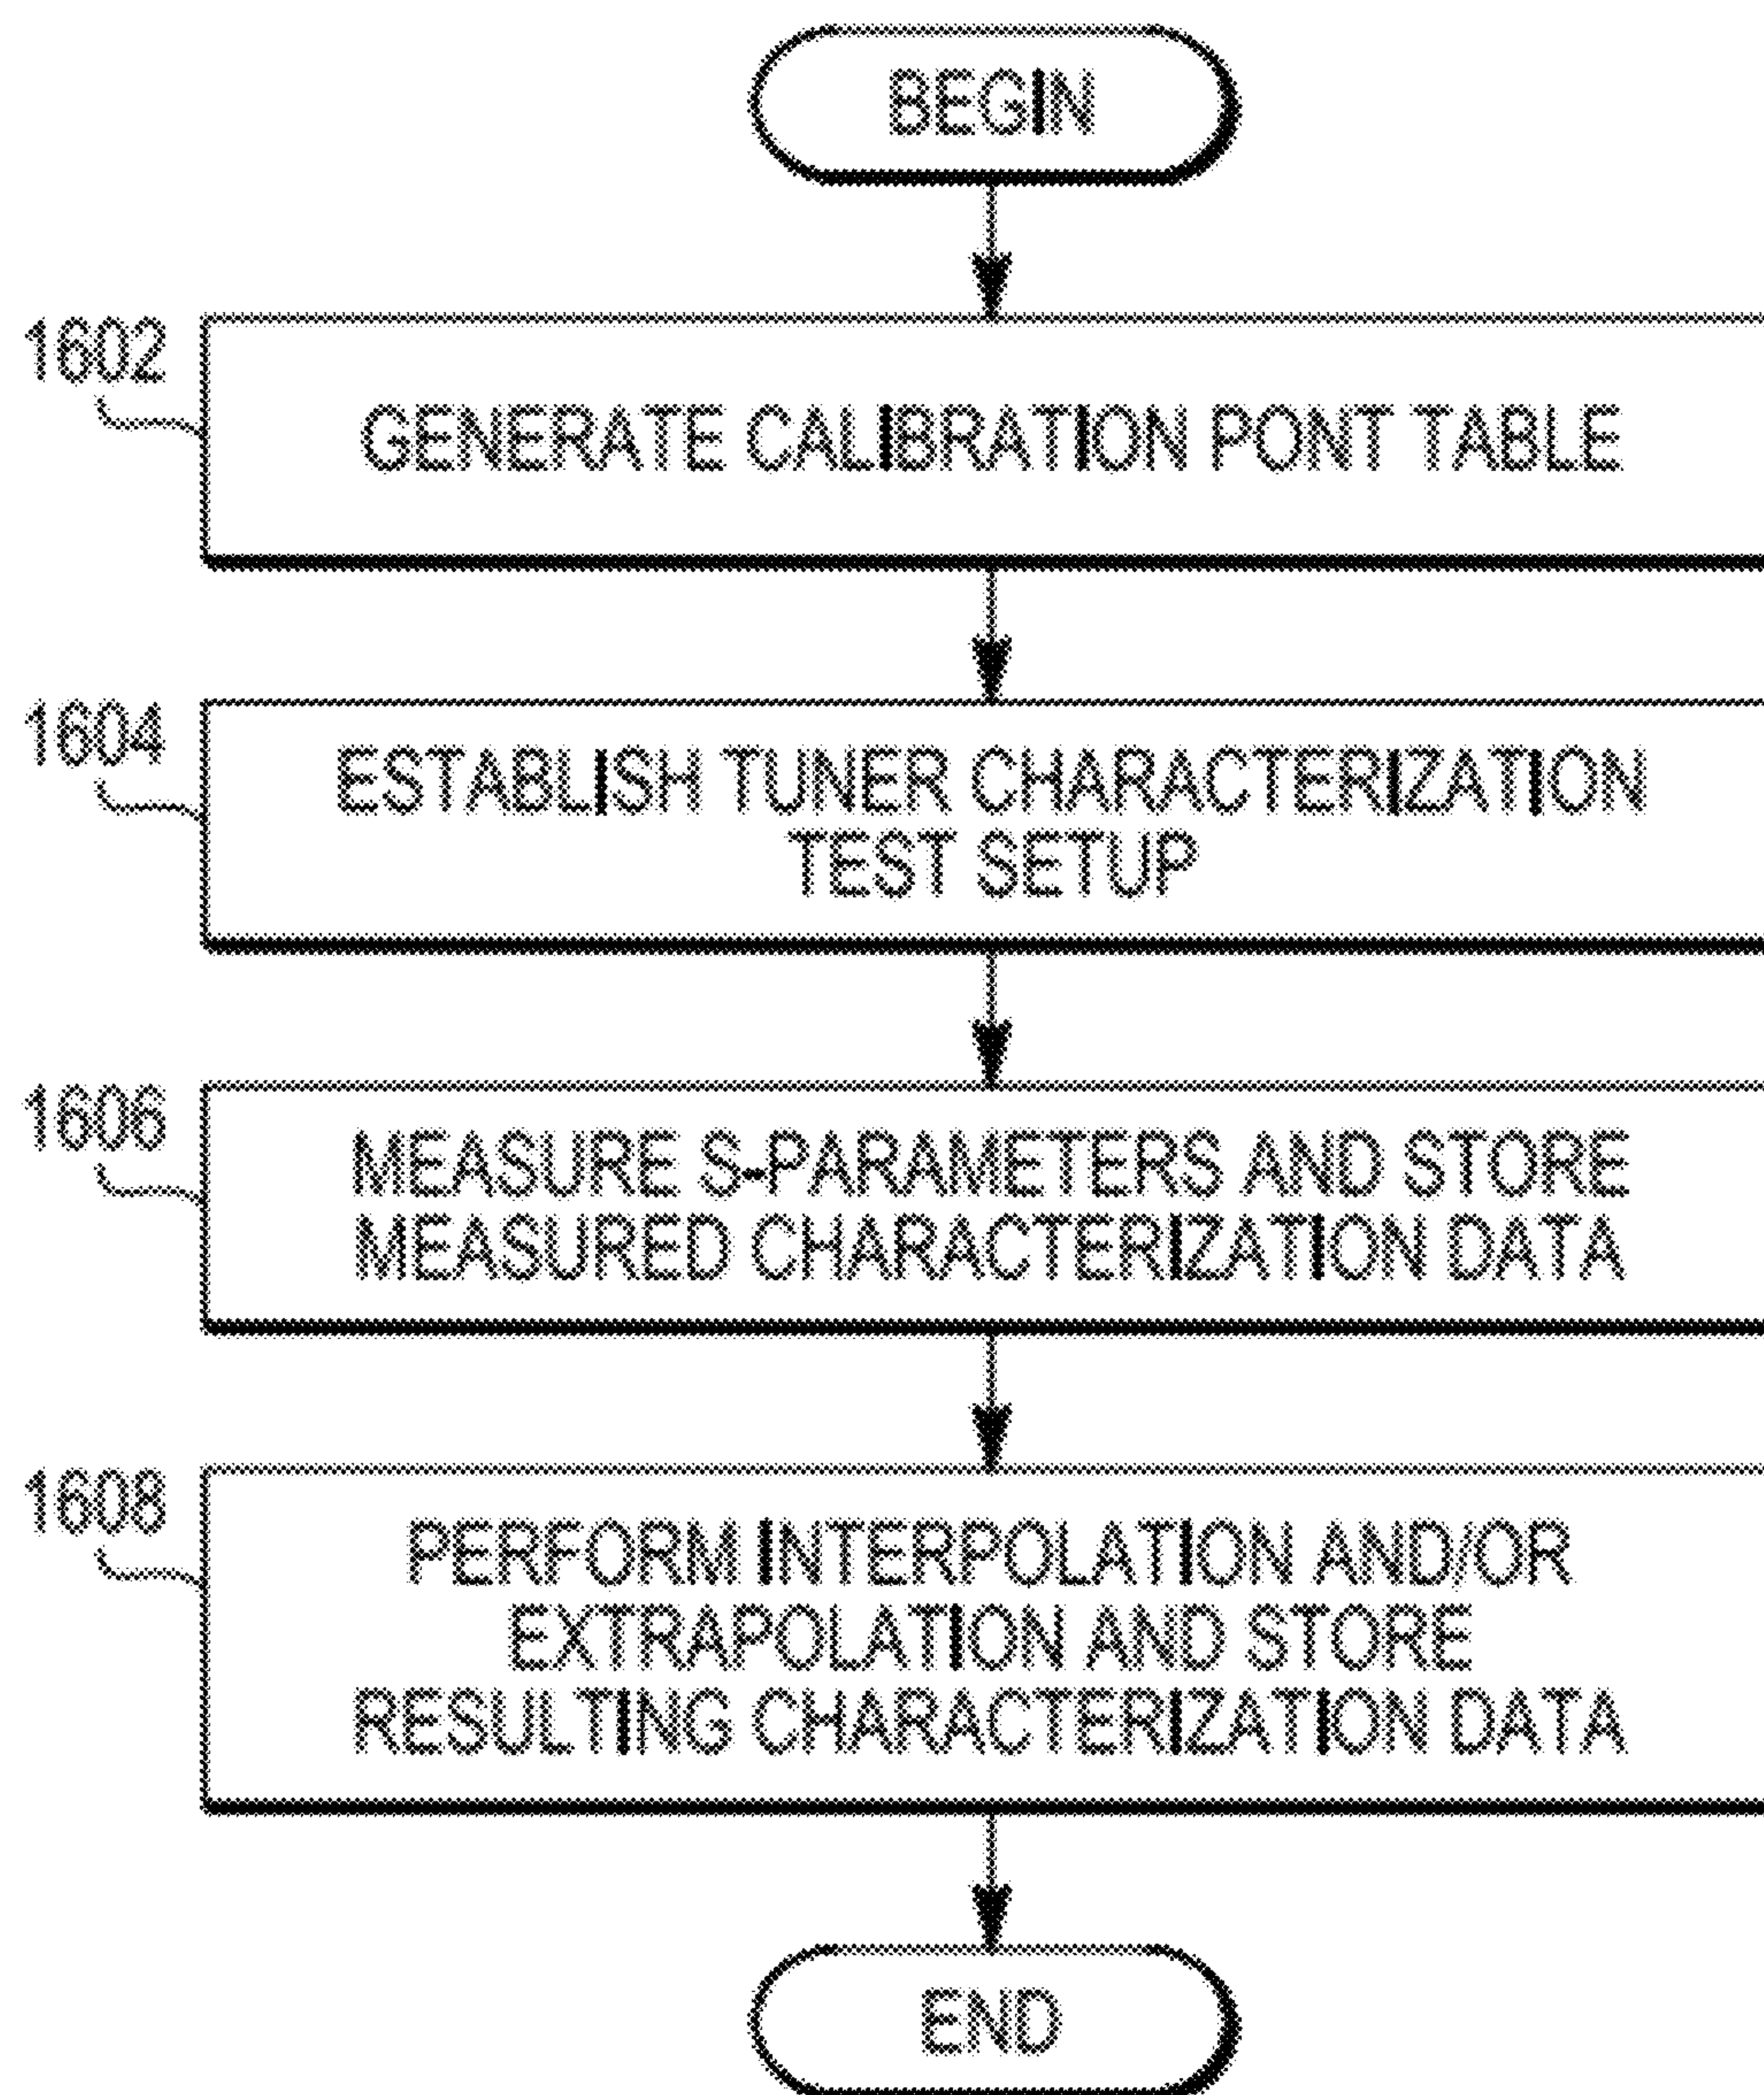 BEGIN
1602
GENERATE CALIBRATION PONT TABLE
1604
ESTABLISH TUNER CHARACTERIZATION
TEST SETUP
1606
MEASURE S-PARAMETERS AND STORE
MEASURED CHARACTERIZATION DATA
1608
PERFORM INTERPOLATION AND/OR
EXTRAPOLATION AND STORE
RESULTING CHARACTERIZATION DATA
END